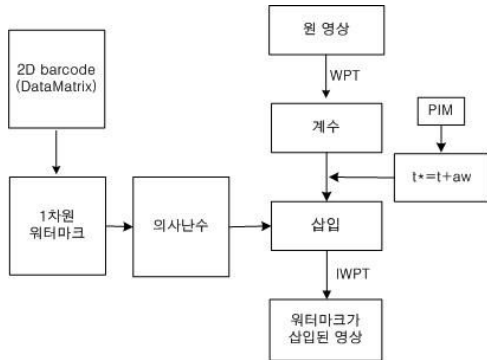 원 영상
2D barcode
(DataMatrix)
WPT
PIM
계수
t*=t+aw
1차원
워터마크
의사난수
삽입
IWPT
워터마크가
삽입된 영상